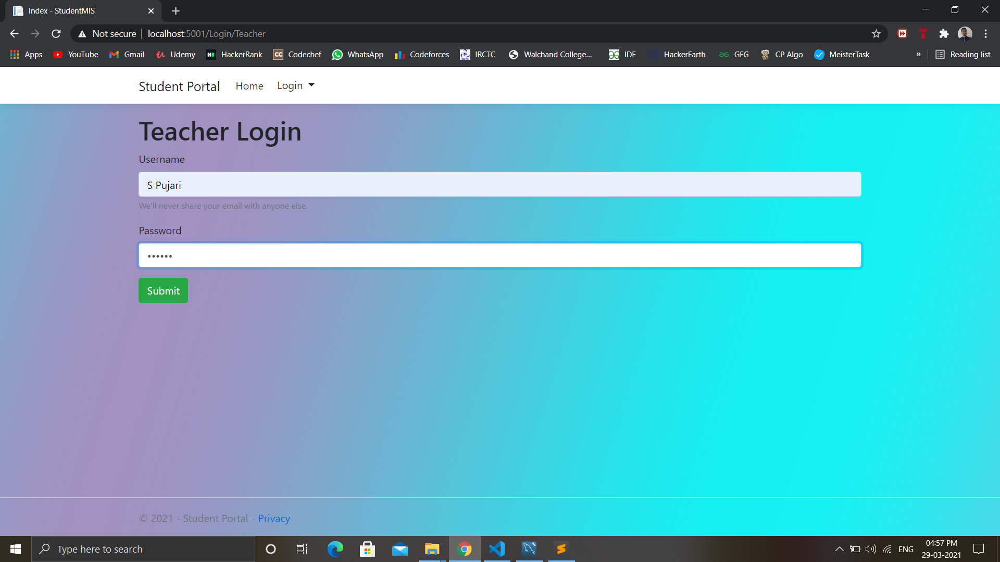 Index - StudentMIS
Not secure | localhost:5001/Login/Teacher
Apps YouTube Gmail Udemy HackerRank Codechef WhatsApp Codeforces IRCTC Walchand College... IDE HackerEarth GFG CP Algo MeisterTask » Reading list
Student Portal Home Login
Teacher Login
Username
S Pujari
We'll never share your email with anyone else.
Password
••••••
Submit
© 2021 - Student Portal - Privacy
Type here to search
ENG
04:57 PM
29-03-2021